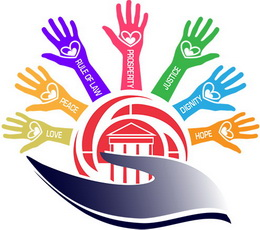 LOVE
PEACE
RULE OF LAW
PROSPERITY
JUSTICE
DIGNITY
HOPE